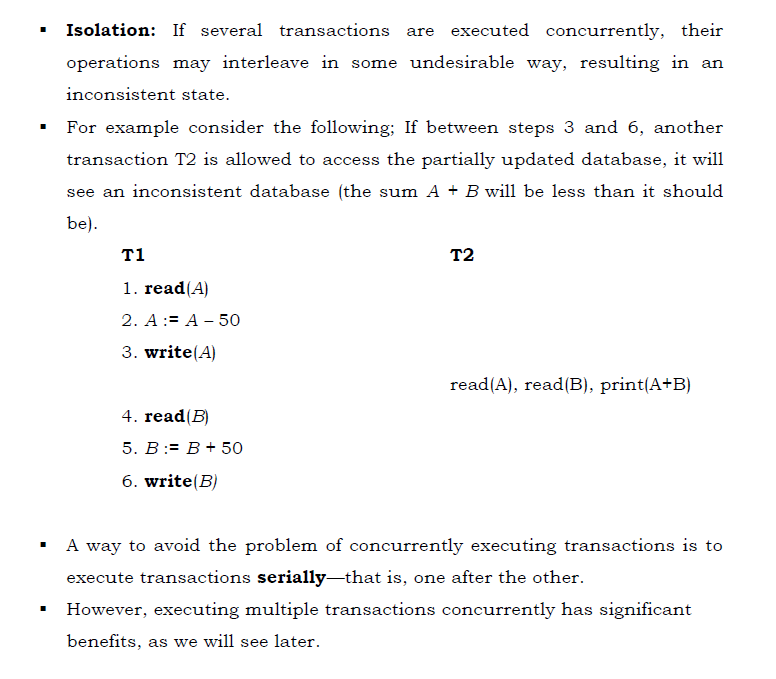 ▪ Isolation: If several transactions are executed concurrently, their
operations may interleave in some undesirable way, resulting in an
inconsistent state.
▪ For example consider the following; If between steps 3 and 6, another
transaction T2 is allowed to access the partially updated database, it will
see an inconsistent database (the sum A + B will be less than it should
be).
T1 T2
1. read(A)
2. A := A – 50
3. write(A)
read(A), read(B), print(A+B)
4. read(B)
5. B := B + 50
6. write(B)
▪ A way to avoid the problem of concurrently executing transactions is to
execute transactions serially—that is, one after the other.
▪ However, executing multiple transactions concurrently has significant
benefits, as we will see later.